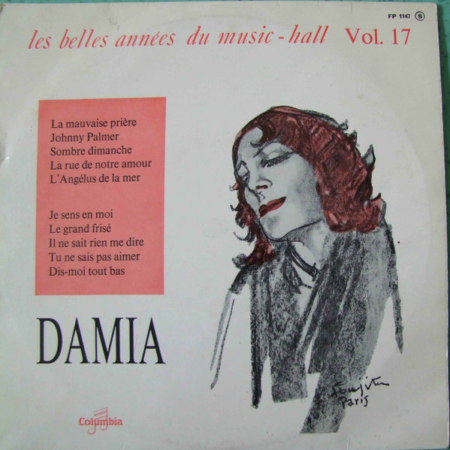 FP 1147 S
les belles années du music-hall Vol. 17
La mauvaise prière
Johnny Palmer
Sombre dimanche
La rue de notre amour
L'Angélus de la mer
Je sens en moi
Le grand frisé
Il ne sait rien me dire
Tu ne sais pas aimer
Dis-moi tout bas
DAMIA
Paris
Columbia